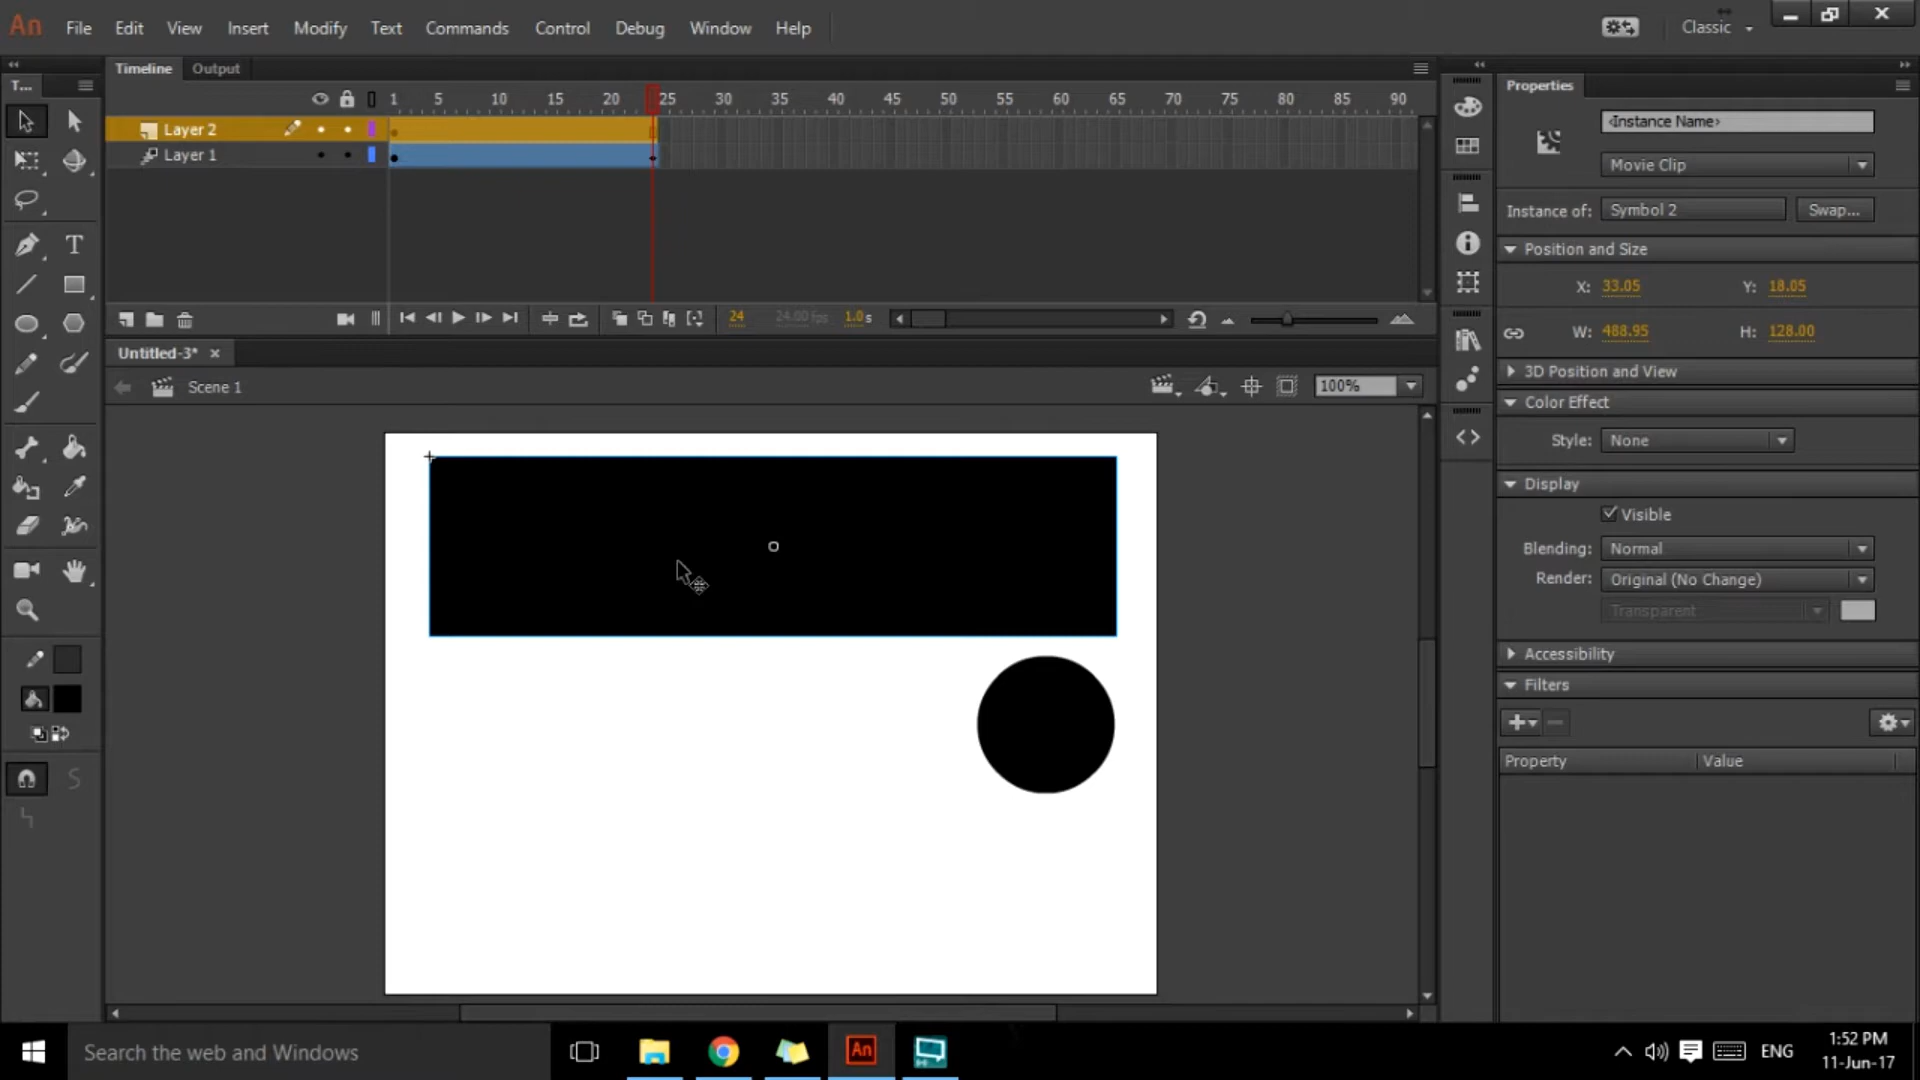 An File Edit View Insert Modify Text Commands Control Debug Window Help Classic
T...
Timeline Output
1 5 10 15 20 25 30 35 40 45 50 55 60 65 70 75 80 85 90
Layer 2
Layer 1
24 24.00 fps 1.0 s
Untitled-3* ×
Scene 1
100%
Properties
<Instance Name>
Movie Clip
Instance of: Symbol 2 Swap...
Position and Size
X: 33.05 Y: 18.05
W: 488.95 H: 128.00
3D Position and View
Color Effect
Style: None
Display
Visible
Blending: Normal
Render: Original (No Change)
Transparent
Accessibility
Filters
Property Value
Search the web and Windows
An
ENG
1:52 PM
11-Jun-17